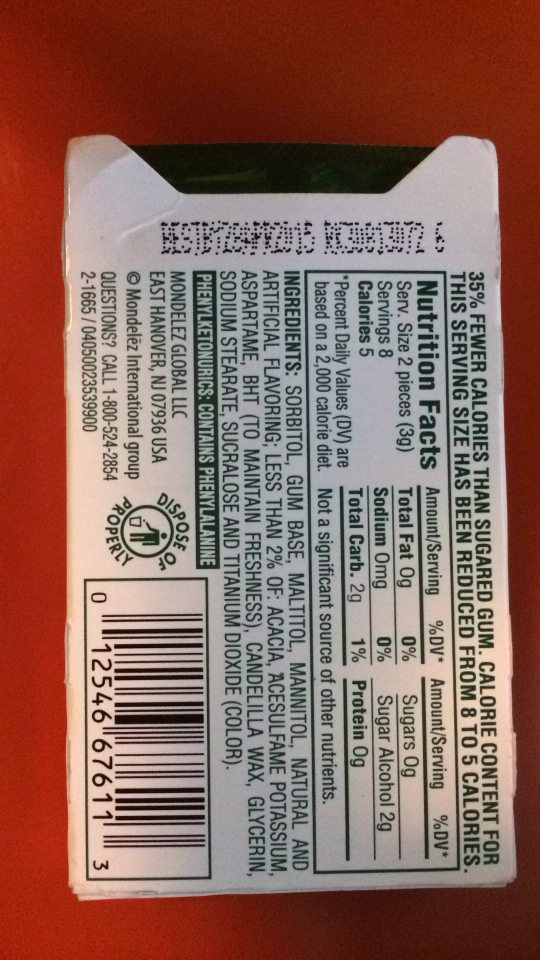 35% FEWER CALORIES THAN SUGARED GUM. CALORIE CONTENT FOR
THIS SERVING SIZE HAS BEEN REDUCED FROM 8 TO 5 CALORIES.
Nutrition Facts
Serv. Size 2 pieces (3g)
Servings 8
Calories 5
*Percent Daily Values (DV) are
based on a 2,000 calorie diet.
Amount/Serving %DV* Amount/Serving %DV*
Total Fat 0g 0% Sugars 0g
Sodium 0mg 0% Sugar Alcohol 2g
Total Carb. 2g 1% Protein 0g
Not a significant source of other nutrients.
INGREDIENTS: SORBITOL, GUM BASE, MALTITOL, MANNITOL, NATURAL AND
ARTIFICIAL FLAVORING; LESS THAN 2% OF: ACACIA, ACESULFAME POTASSIUM,
ASPARTAME, BHT (TO MAINTAIN FRESHNESS), CANDELILLA WAX, GLYCERIN,
SODIUM STEARATE, SUCRALOSE AND TITANIUM DIOXIDE (COLOR).
PHENYLKETONURICS: CONTAINS PHENYLALANINE
MONDELĒZ GLOBAL LLC
EAST HANOVER, NJ 07936 USA
© Mondelēz International group
QUESTIONS? CALL 1-800-524-2854
2-1665 / 04050023539900
DISPOSE OF
PROPERLY
0 12546 67611 3